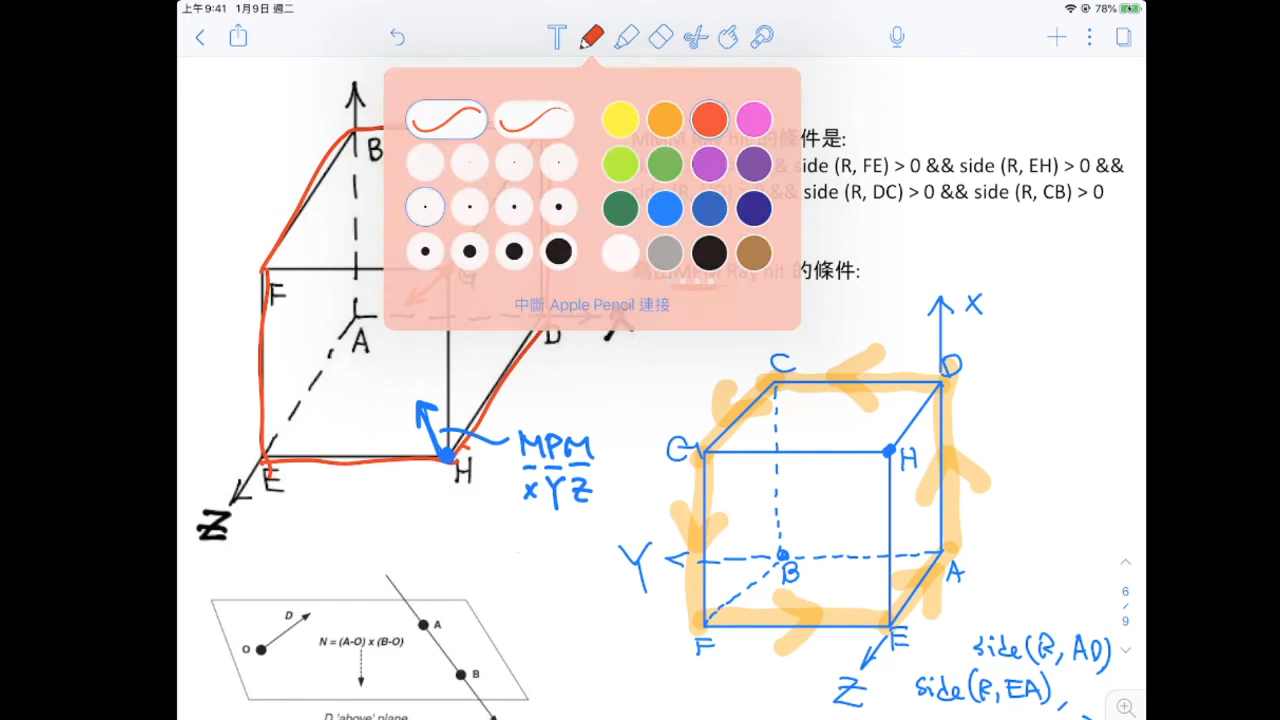 上午9:41 1月9日 週二
78%
條件是:
side (R, FE) > 0 && side (R, EH) > 0 &&
side (R, DC) > 0 && side (R, CB) > 0
的條件:
中斷 Apple Pencil 連接
B
F
A
D
E
H
Z
MPM
XYZ
X
C
D
G
H
Y
B
A
F
E
Z
side(R, AD)
side(R, EA),
6
/
9
D
O
N = (A-O) x (B-O)
A
B
D 'above' plane